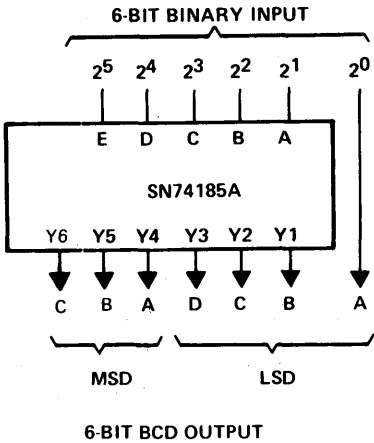 6-BIT BINARY INPUT
2⁵ 2⁴ 2³ 2² 2¹ 2⁰
E D C B A
SN74185A
Y6 Y5 Y4 Y3 Y2 Y1
C B A D C B A
MSD LSD
6-BIT BCD OUTPUT